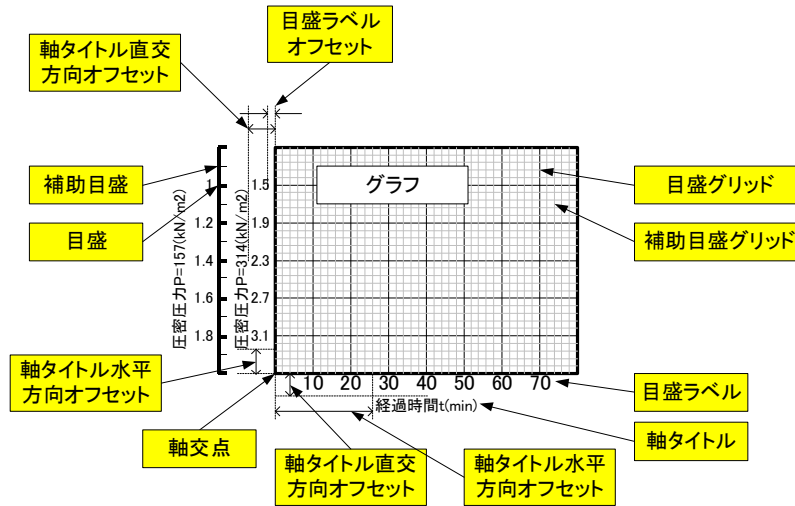 目盛ラベル
オフセット
軸タイトル直交
方向オフセット
補助目盛
目盛
グラフ
目盛グリッド
補助目盛グリッド
圧密圧力P=157(kN/m2)
1
1.2
1.4
1.6
1.8
圧密圧力P=314(kN/m2)
1.5
1.9
2.3
2.7
3.1
軸タイトル水平
方向オフセット
10 20 30 40 50 60 70
経過時間t(min)
目盛ラベル
軸タイトル
軸交点
軸タイトル直交
方向オフセット
軸タイトル水平
方向オフセット